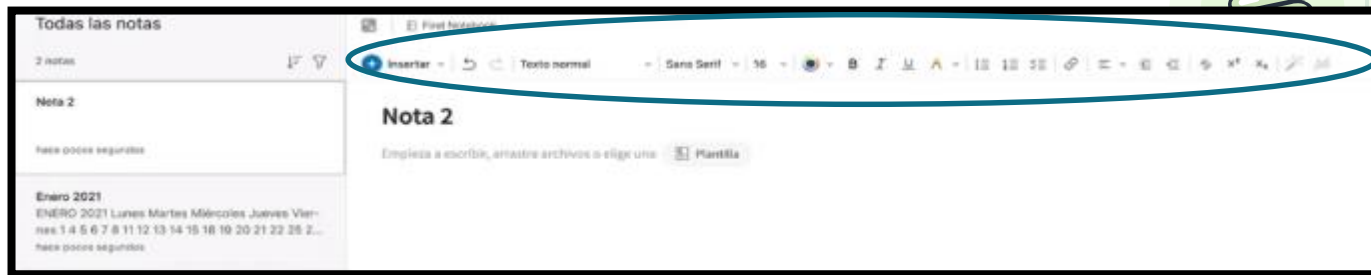 Todas las notas
First Notebook
2 notas
Insertar Texto normal Sans Serif 16 B I U A
Nota 2
hace pocos segundos
Enero 2021
ENERO 2021 Lunes Martes Miércoles Jueves Vier-
nes 1 4 5 6 7 8 11 12 13 14 15 18 19 20 21 22 25 2...
hace pocos segundos
Nota 2
Empieza a escribir, arrastre archivos o elige una Plantilla